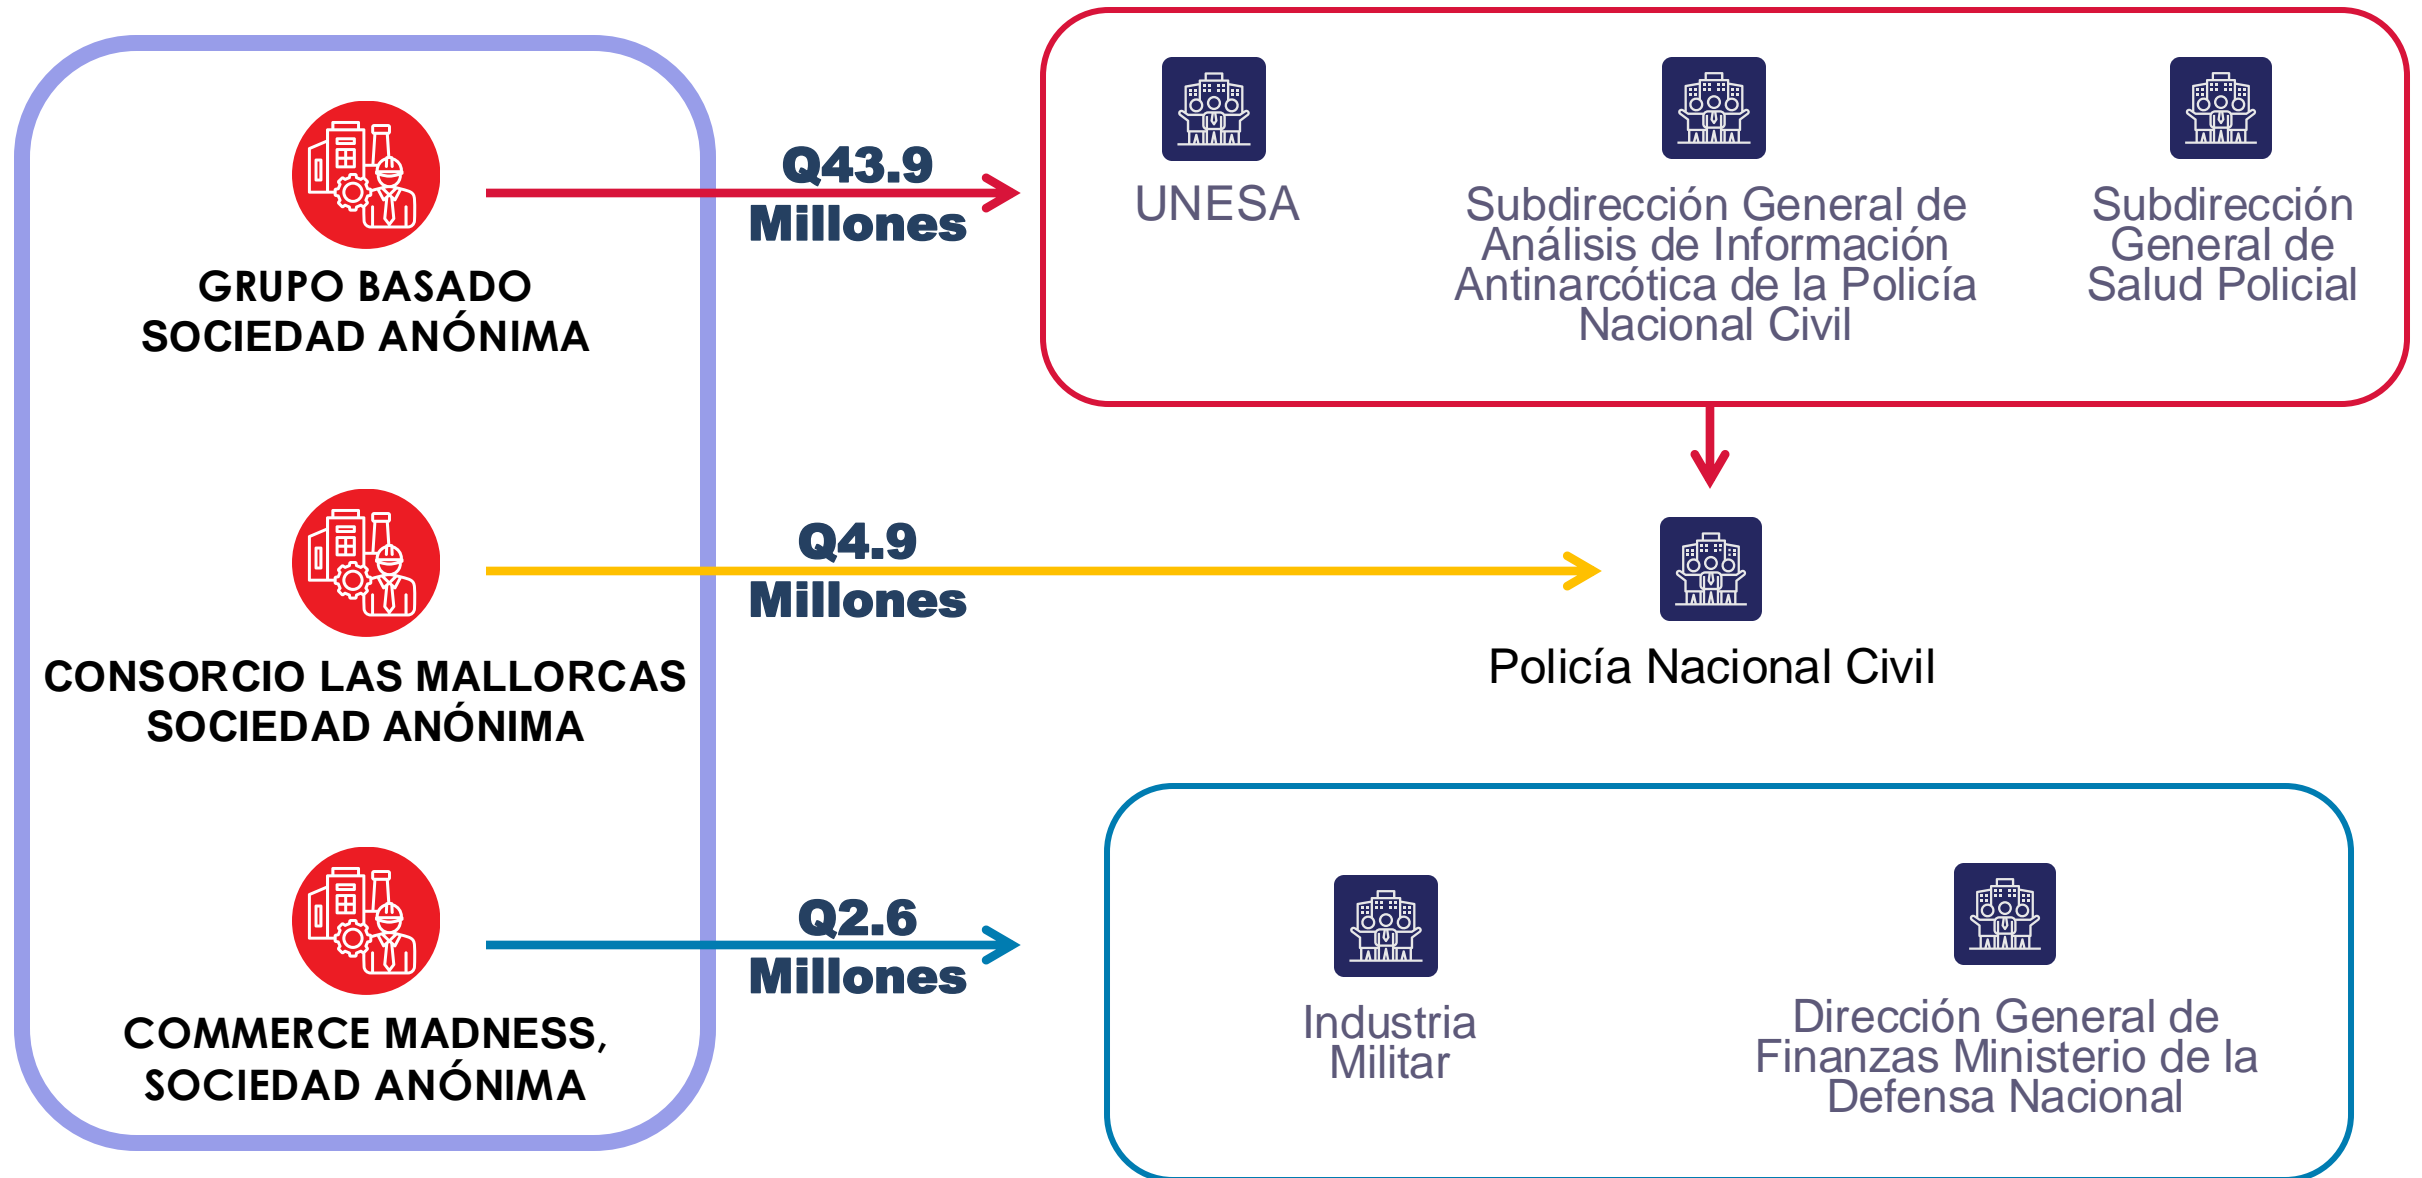 GRUPO BASADO
SOCIEDAD ANÓNIMA
Q43.9
Millones
UNESA
Subdirección General de
Análisis de Información
Antinarcótica de la Policía
Nacional Civil
Subdirección
General de
Salud Policial
CONSORCIO LAS MALLORCAS
SOCIEDAD ANÓNIMA
Q4.9
Millones
Policía Nacional Civil
COMMERCE MADNESS,
SOCIEDAD ANÓNIMA
Q2.6
Millones
Industria
Militar
Dirección General de
Finanzas Ministerio de la
Defensa Nacional